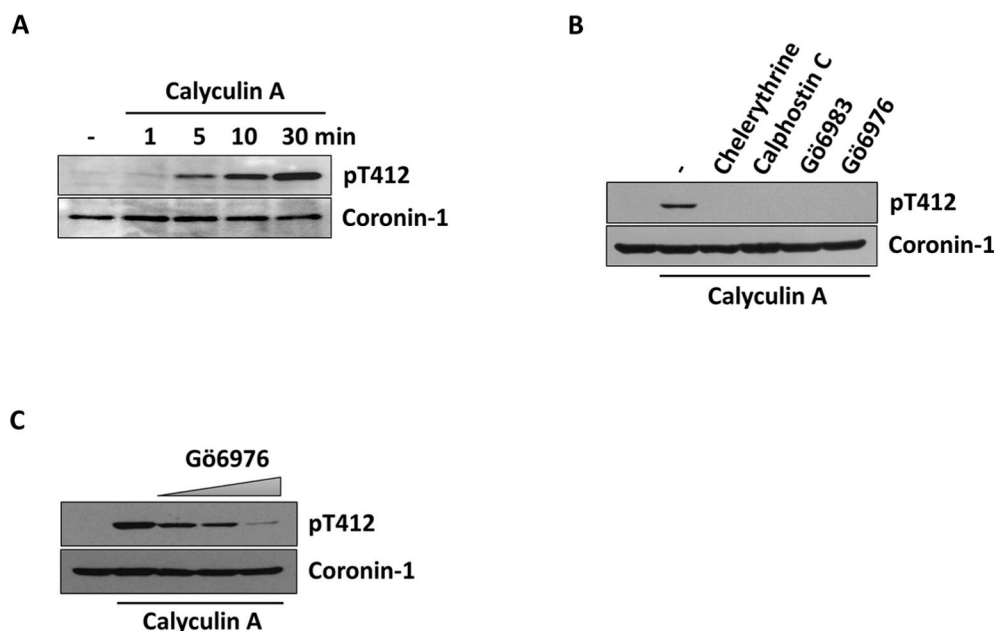 A
Calyculin A
- 1 5 10 30 min
pT412
Coronin-1
B
- Chelerythrine Calphostin C Gö6983 Gö6976
pT412
Coronin-1
Calyculin A
C
Gö6976
pT412
Coronin-1
Calyculin A